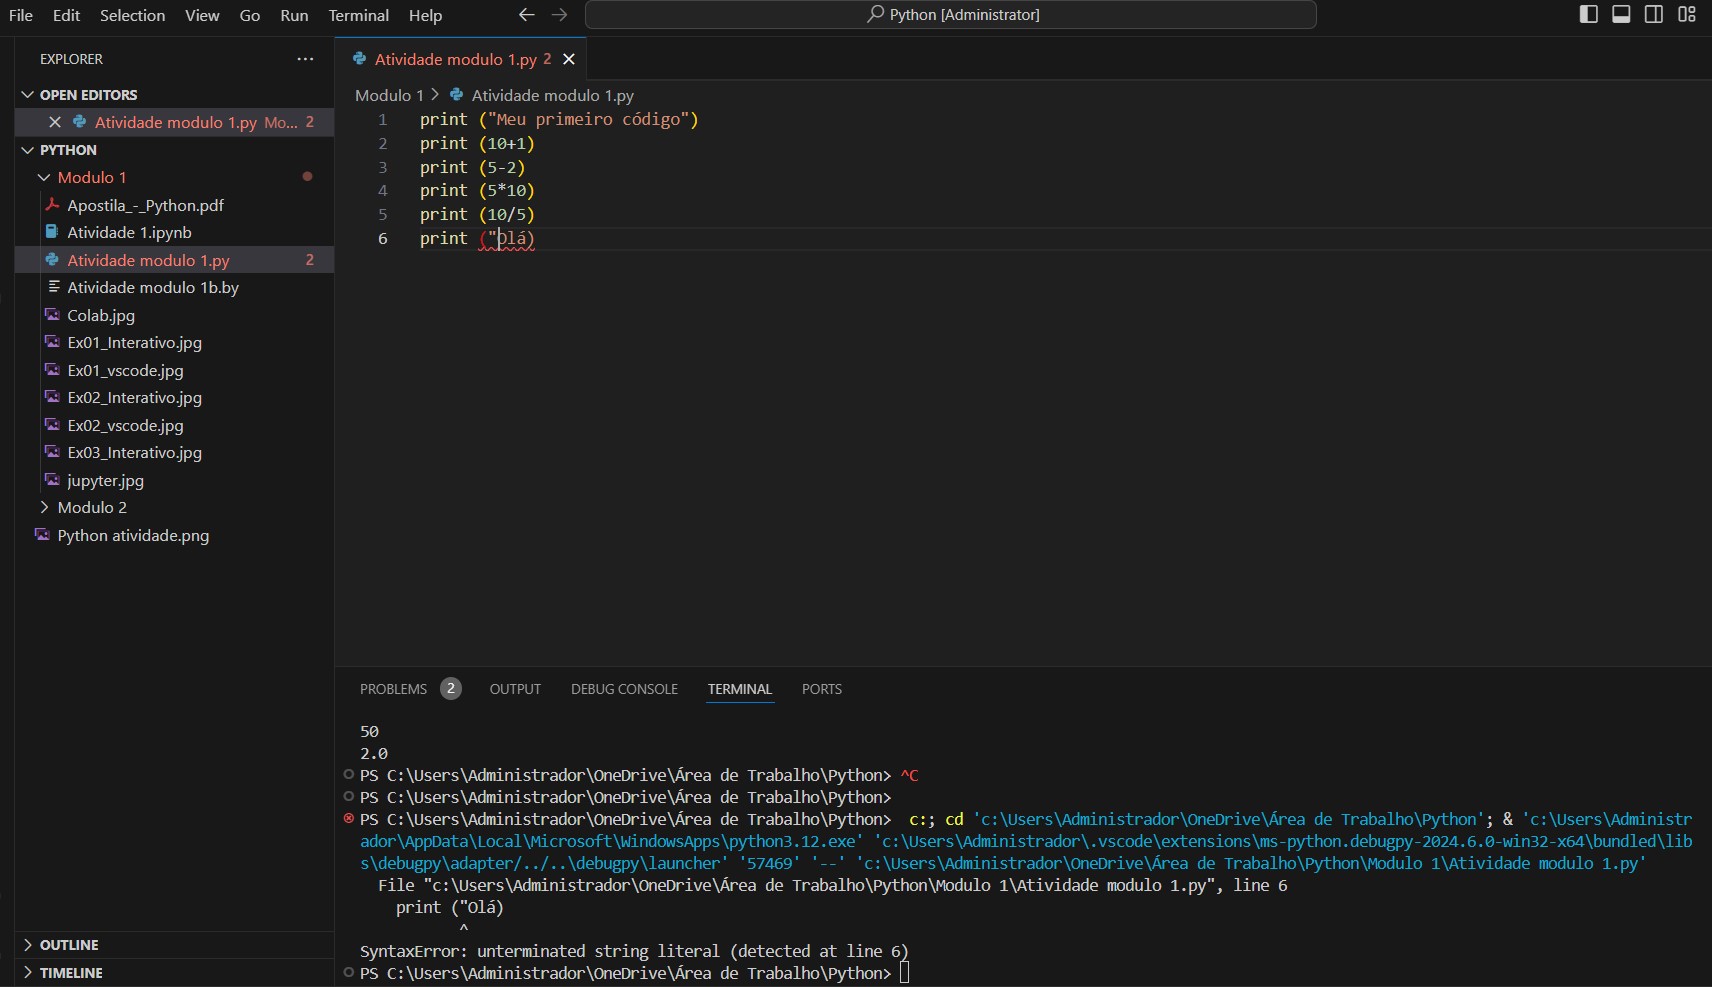 File Edit Selection View Go Run Terminal Help
Python [Administrator]
EXPLORER
OPEN EDITORS
Atividade modulo 1.py Mo... 2
PYTHON
Modulo 1
Apostila_-_Python.pdf
Atividade 1.ipynb
Atividade modulo 1.py 2
Atividade modulo 1b.by
Colab.jpg
Ex01_Interativo.jpg
Ex01_vscode.jpg
Ex02_Interativo.jpg
Ex02_vscode.jpg
Ex03_Interativo.jpg
jupyter.jpg
Modulo 2
Python atividade.png
OUTLINE
TIMELINE
Atividade modulo 1.py 2
Modulo 1 > Atividade modulo 1.py
1 print ("Meu primeiro código")
2 print (10+1)
3 print (5-2)
4 print (5*10)
5 print (10/5)
6 print ("Olá)
PROBLEMS 2 OUTPUT DEBUG CONSOLE TERMINAL PORTS
50
2.0
PS C:\Users\Administrador\OneDrive\Área de Trabalho\Python> ^C
PS C:\Users\Administrador\OneDrive\Área de Trabalho\Python>
PS C:\Users\Administrador\OneDrive\Área de Trabalho\Python>  c:; cd 'c:\Users\Administrador\OneDrive\Área de Trabalho\Python'; & 'c:\Users\Administr
ador\AppData\Local\Microsoft\WindowsApps\python3.12.exe' 'c:\Users\Administrador\.vscode\extensions\ms-python.debugpy-2024.6.0-win32-x64\bundled\lib
s\debugpy\adapter/../..\debugpy\launcher' '57469' '--' 'c:\Users\Administrador\OneDrive\Área de Trabalho\Python\Modulo 1\Atividade modulo 1.py'
File "c:\Users\Administrador\OneDrive\Área de Trabalho\Python\Modulo 1\Atividade modulo 1.py", line 6
print ("Olá)
^
SyntaxError: unterminated string literal (detected at line 6)
PS C:\Users\Administrador\OneDrive\Área de Trabalho\Python>